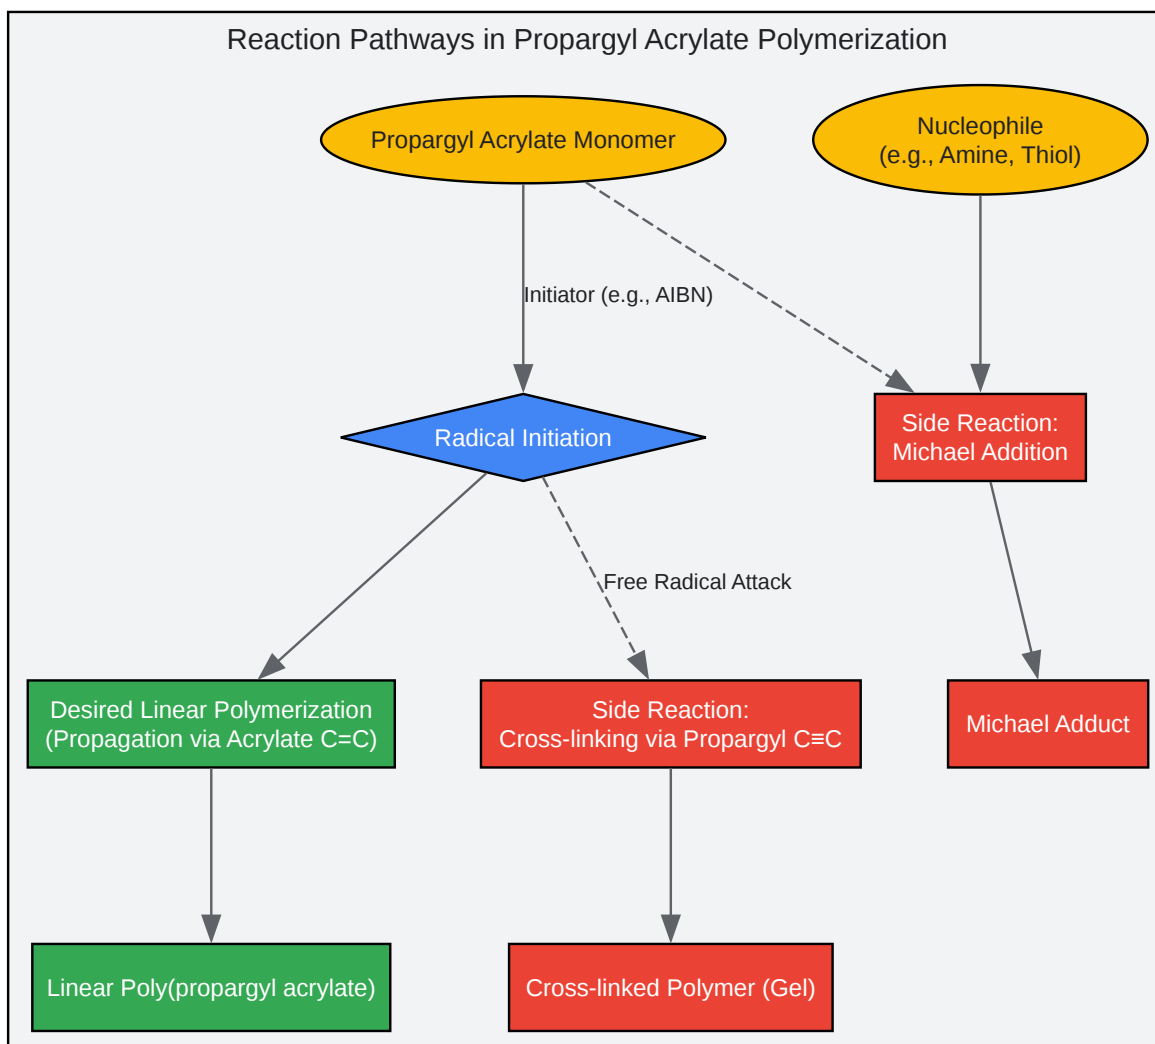 Reaction Pathways in Propargyl Acrylate Polymerization
Propargyl Acrylate Monomer
Nucleophile
(e.g., Amine, Thiol)
Initiator (e.g., AIBN)
Radical Initiation
Side Reaction:
Michael Addition
Free Radical Attack
Desired Linear Polymerization
(Propagation via Acrylate C=C)
Side Reaction:
Cross-linking via Propargyl C≡C
Michael Adduct
Linear Poly(propargyl acrylate)
Cross-linked Polymer (Gel)